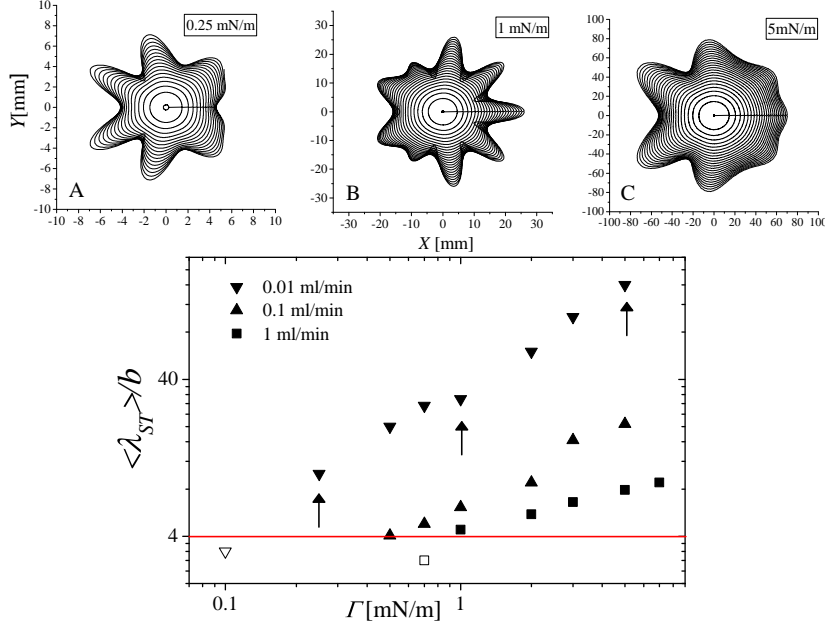 0.25 mN/m
1 mN/m
5mN/m
10
8
6
4
2
0
-2
-4
-6
-8
-10
Y[mm]
A
-10 -8 -6 -4 -2 0 2 4 6 8 10
30
20
10
0
-10
-20
-30
B
-30 -20 -10 0 10 20 30
X [mm]
100
80
60
40
20
0
-20
-40
-60
-80
-100
C
-100 -80 -60 -40 -20 0 20 40 60 80 100
0.01 ml/min
0.1 ml/min
1 ml/min
<λST>/b
40
4
0.1 1
Γ [mN/m]